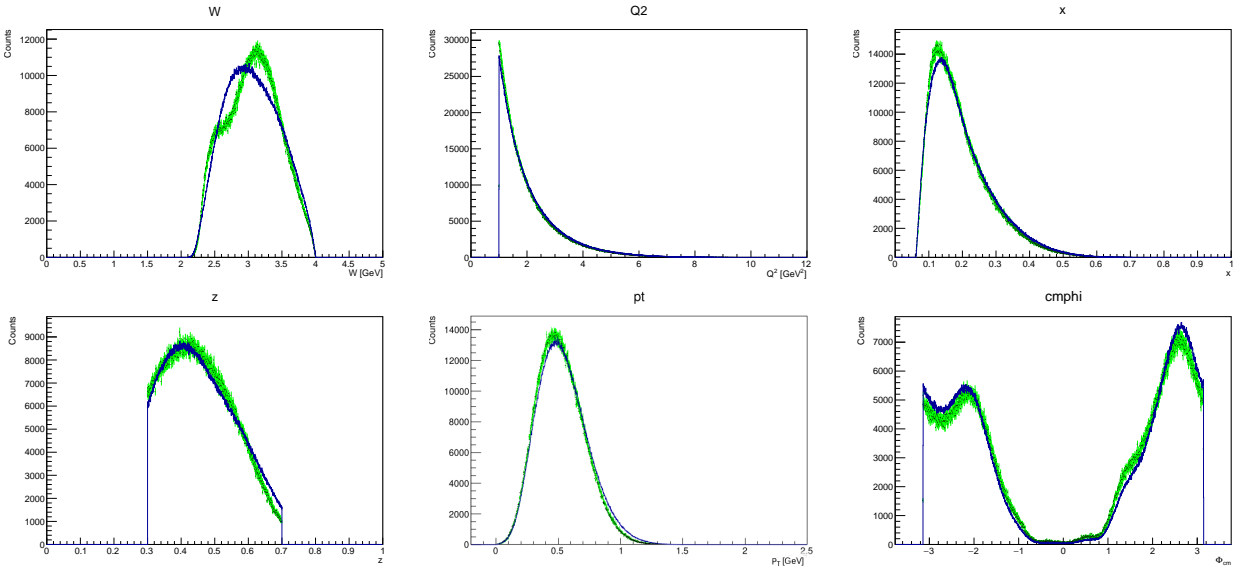 W
Q2
x
Counts
12000
10000
8000
6000
4000
2000
0
0 0.5 1 1.5 2 2.5 3 3.5 4 4.5 5
W [GeV]
Counts
30000
25000
20000
15000
10000
5000
0
0 2 4 6 8 10 12
Q² [GeV²]
Counts
14000
12000
10000
8000
6000
4000
2000
0
0 0.1 0.2 0.3 0.4 0.5 0.6 0.7 0.8 0.9 1
x
z
pt
cmphi
Counts
9000
8000
7000
6000
5000
4000
3000
2000
1000
0
0 0.1 0.2 0.3 0.4 0.5 0.6 0.7 0.8 0.9 1
z
Counts
14000
12000
10000
8000
6000
4000
2000
0
0 0.5 1 1.5 2 2.5
p_T [GeV]
Counts
7000
6000
5000
4000
3000
2000
1000
0
−3 −2 −1 0 1 2 3
Φ_cm